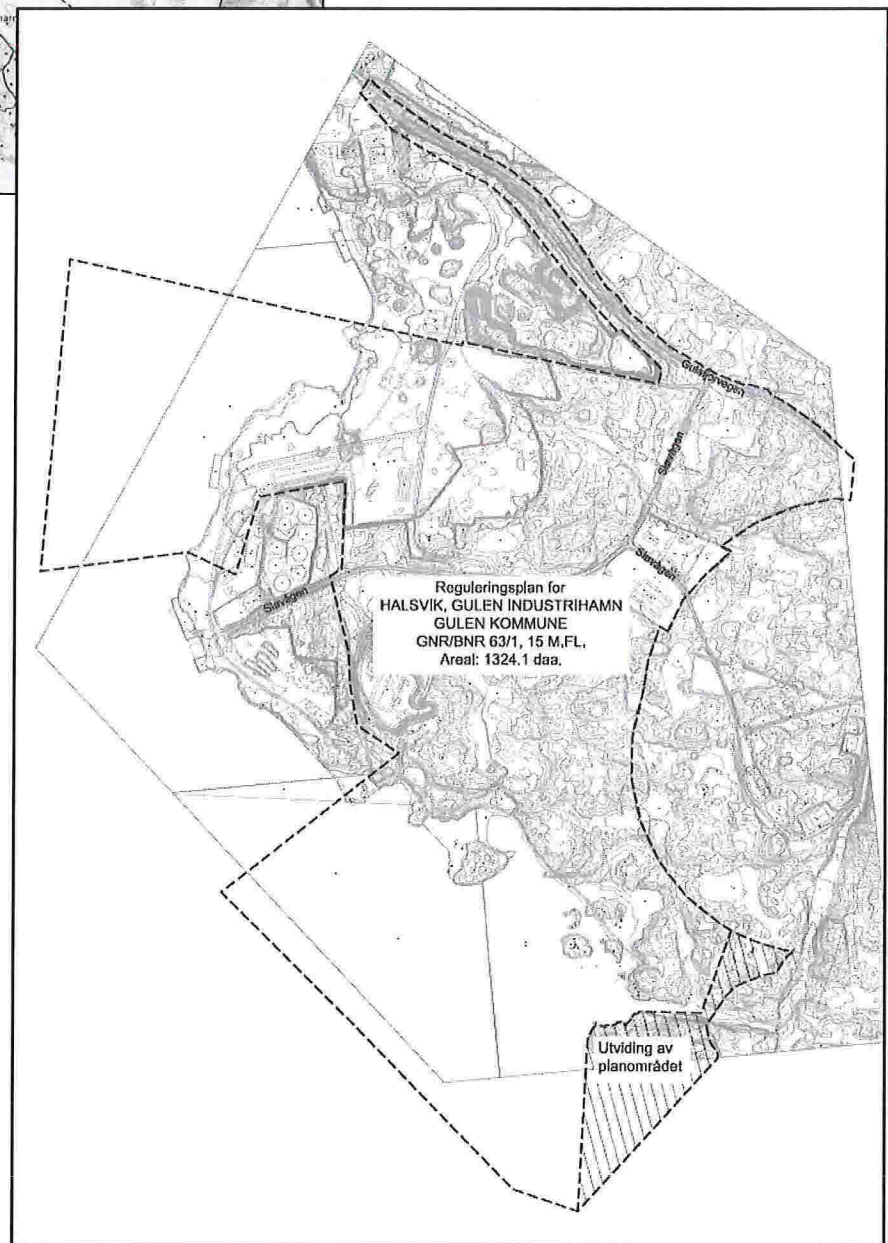 Gulafjordvegen
Sløvågen
Sløvågen
Sløvågen
Reguleringsplan for
HALSVIK, GULEN INDUSTRIHAMN
GULEN KOMMUNE
GNR/BNR 63/1, 15 M.FL.
Areal: 1324.1 daa.
Utviding av
planområdet